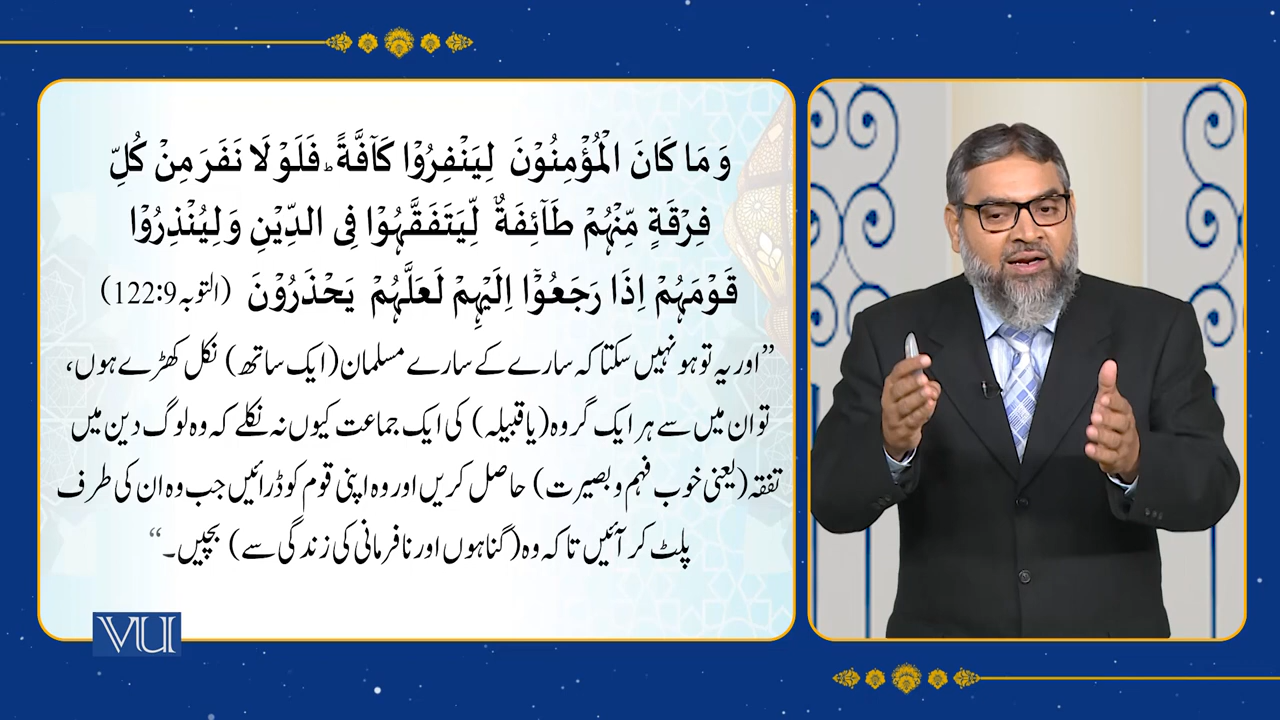 وَ مَا كَانَ الْمُؤْمِنُوْنَ لِيَنْفِرُوْا كَآفَّةً ؕ فَلَوْ لَا نَفَرَ مِنْ كُلِّ
فِرْقَةٍ مِّنْهُمْ طَآئِفَةٌ لِّيَتَفَقَّهُوْا فِی الدِّيْنِ وَ لِيُنْذِرُوْا
قَوْمَهُمْ اِذَا رَجَعُوْۤا اِلَيْهِمْ لَعَلَّهُمْ يَحْذَرُوْنَ (التوبہ 122:9)
”اور یہ تو ہو نہیں سکتا کہ سارے کے سارے مسلمان (ایک ساتھ) نکل کھڑے ہوں،
تو ان میں سے ہر ایک گروہ (یا قبیلہ) کی ایک جماعت کیوں نہ نکلے کہ وہ لوگ دین میں
تفقہ (یعنی خوب فہم و بصیرت) حاصل کریں اور وہ اپنی قوم کو ڈرائیں جب وہ ان کی طرف
پلٹ کر آئیں تاکہ وہ (گناہوں اور نافرمانی کی زندگی سے) بچیں۔“
VU